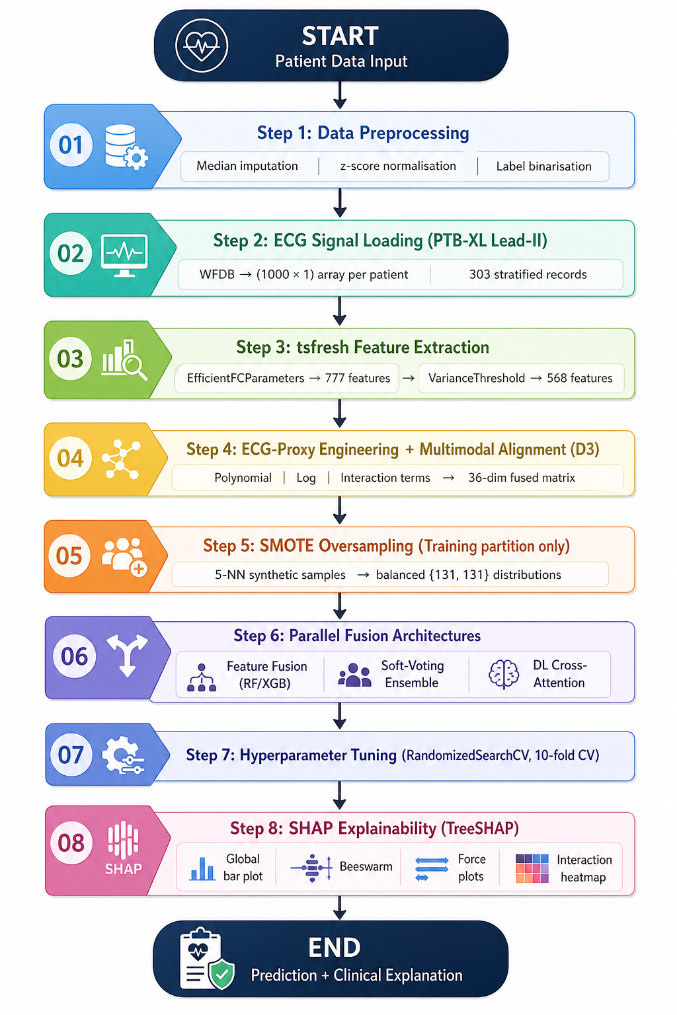 START
Patient Data Input
01
Step 1: Data Preprocessing
Median imputation | z-score normalisation | Label binarisation
02
Step 2: ECG Signal Loading (PTB-XL Lead-II)
WFDB → (1000 × 1) array per patient | 303 stratified records
03
Step 3: tsfresh Feature Extraction
EfficientFCParameters → 777 features → VarianceThreshold → 568 features
04
Step 4: ECG-Proxy Engineering + Multimodal Alignment (D3)
Polynomial | Log | Interaction terms → 36-dim fused matrix
05
Step 5: SMOTE Oversampling (Training partition only)
5-NN synthetic samples → balanced {131, 131} distributions
06
Step 6: Parallel Fusion Architectures
Feature Fusion
(RF/XGB)
Soft-Voting
Ensemble
DL Cross-
Attention
07
Step 7: Hyperparameter Tuning (RandomizedSearchCV, 10-fold CV)
08
SHAP
Step 8: SHAP Explainability (TreeSHAP)
Global
bar plot
Beeswarm
Force
plots
Interaction
heatmap
END
Prediction + Clinical Explanation